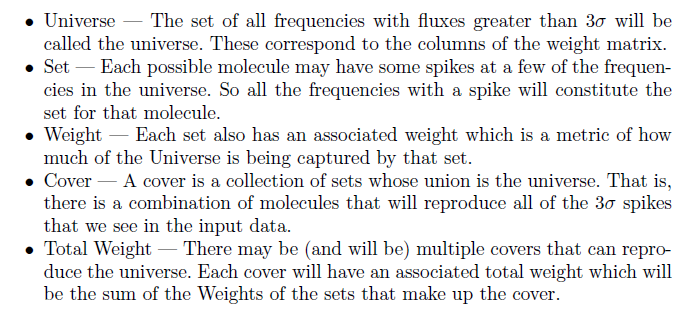 • Universe — The set of all frequencies with fluxes greater than 3σ will be
called the universe. These correspond to the columns of the weight matrix.
• Set — Each possible molecule may have some spikes at a few of the frequen-
cies in the universe. So all the frequencies with a spike will constitute the
set for that molecule.
• Weight — Each set also has an associated weight which is a metric of how
much of the Universe is being captured by that set.
• Cover — A cover is a collection of sets whose union is the universe. That is,
there is a combination of molecules that will reproduce all of the 3σ spikes
that we see in the input data.
• Total Weight — There may be (and will be) multiple covers that can repro-
duce the universe. Each cover will have an associated total weight which will
be the sum of the Weights of the sets that make up the cover.